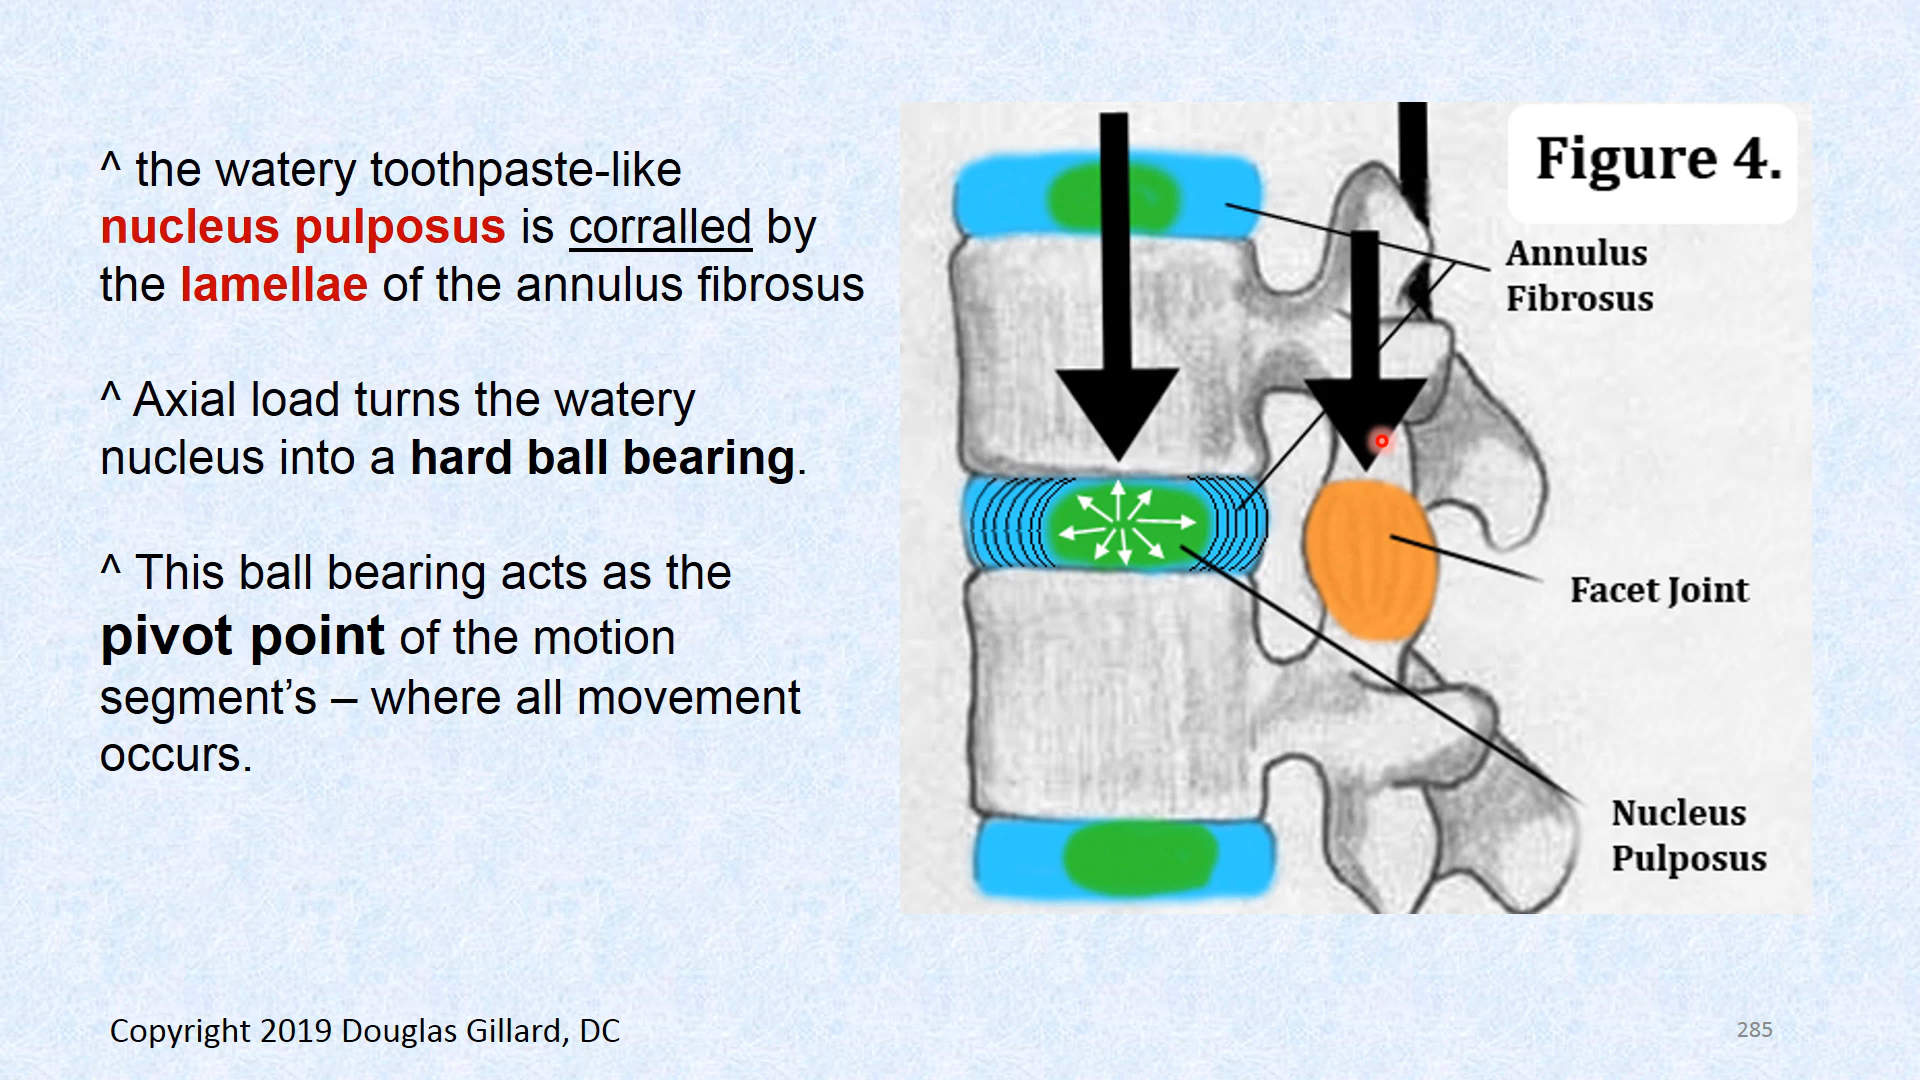 ^ the watery toothpaste-like
nucleus pulposus is corralled by
the lamellae of the annulus fibrosus
^ Axial load turns the watery
nucleus into a hard ball bearing.
^ This ball bearing acts as the
pivot point of the motion
segment’s – where all movement
occurs.
Figure 4.
Annulus
Fibrosus
Facet Joint
Nucleus
Pulposus
Copyright 2019 Douglas Gillard, DC
285